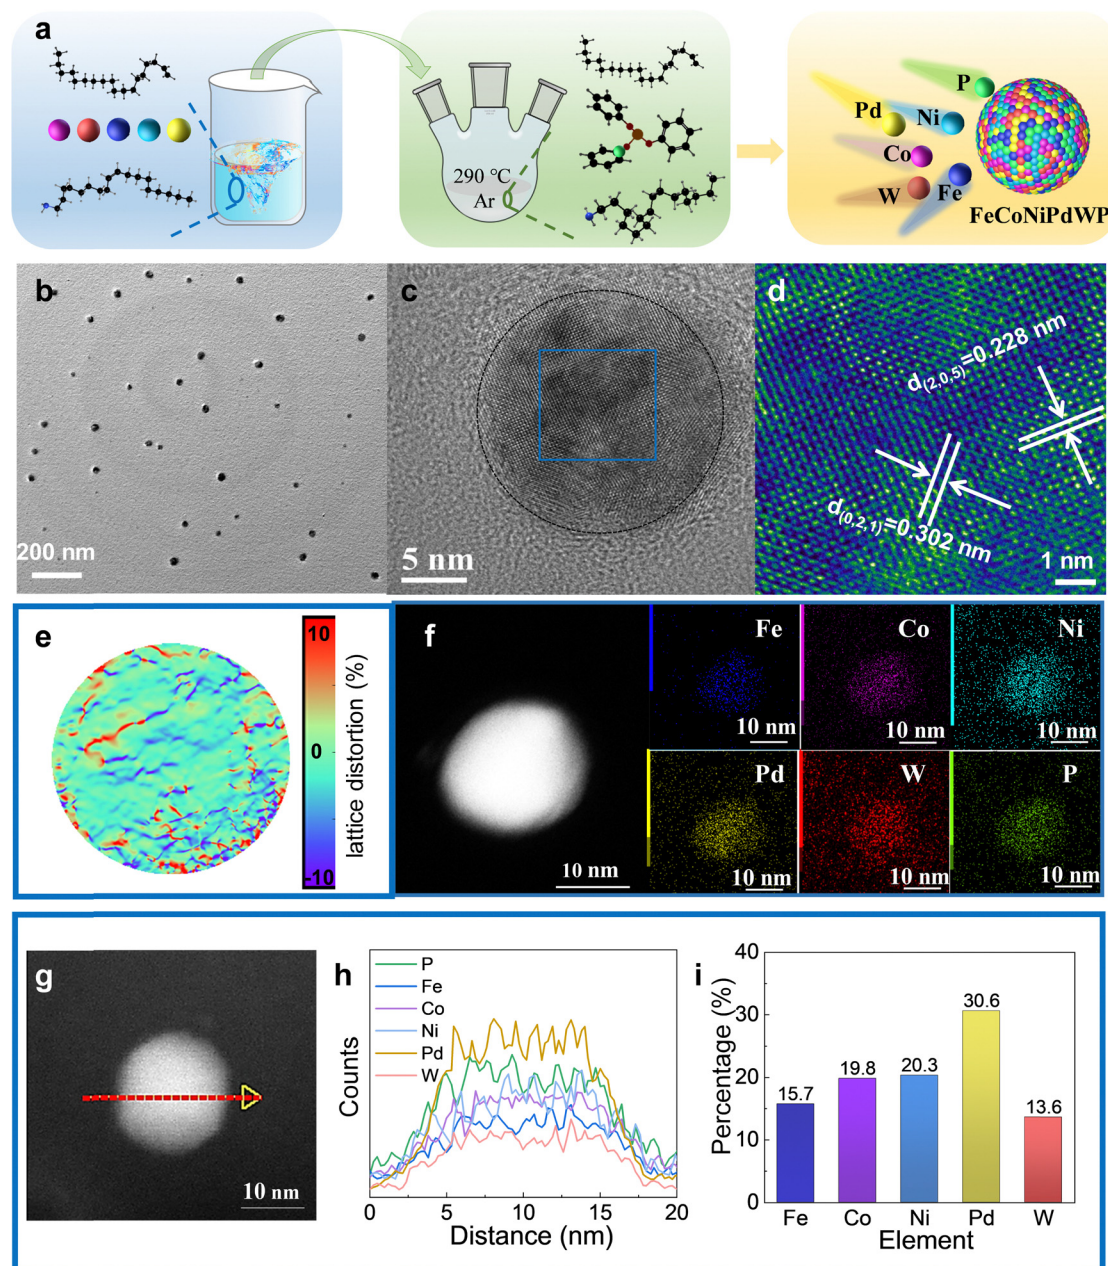 a
290 °C
Ar
P
Pd
Ni
Co
W
Fe
FeCoNiPdWP
b
200 nm
c
5 nm
d
d(2,0,5)=0.228 nm
d(0,2,1)=0.302 nm
1 nm
e
10
0
-10
lattice distortion (%)
f
10 nm
Fe
10 nm
Co
10 nm
Ni
10 nm
Pd
10 nm
W
10 nm
P
10 nm
g
10 nm
h
P
Fe
Co
Ni
Pd
W
Counts
0 5 10 15 20
Distance (nm)
i
Percentage (%)
40
30
20
10
0
15.7
19.8
20.3
30.6
13.6
Fe Co Ni Pd W
Element